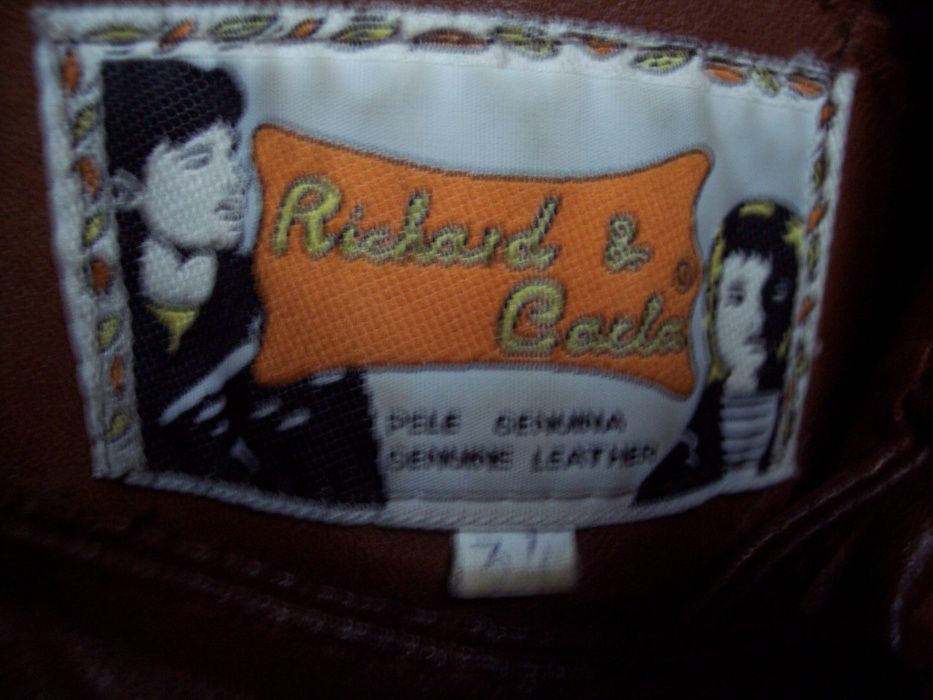 Richard &
Carla ®
PELE GENUINA
GENUINE LEATHER